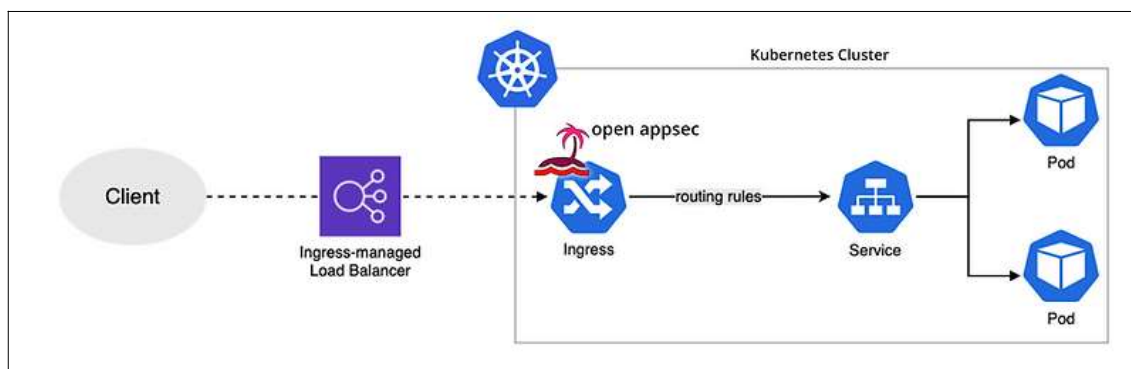 Kubernetes Cluster
open appsec
Pod
Client
routing rules
Ingress-managed
Load Balancer
Ingress
Service
Pod